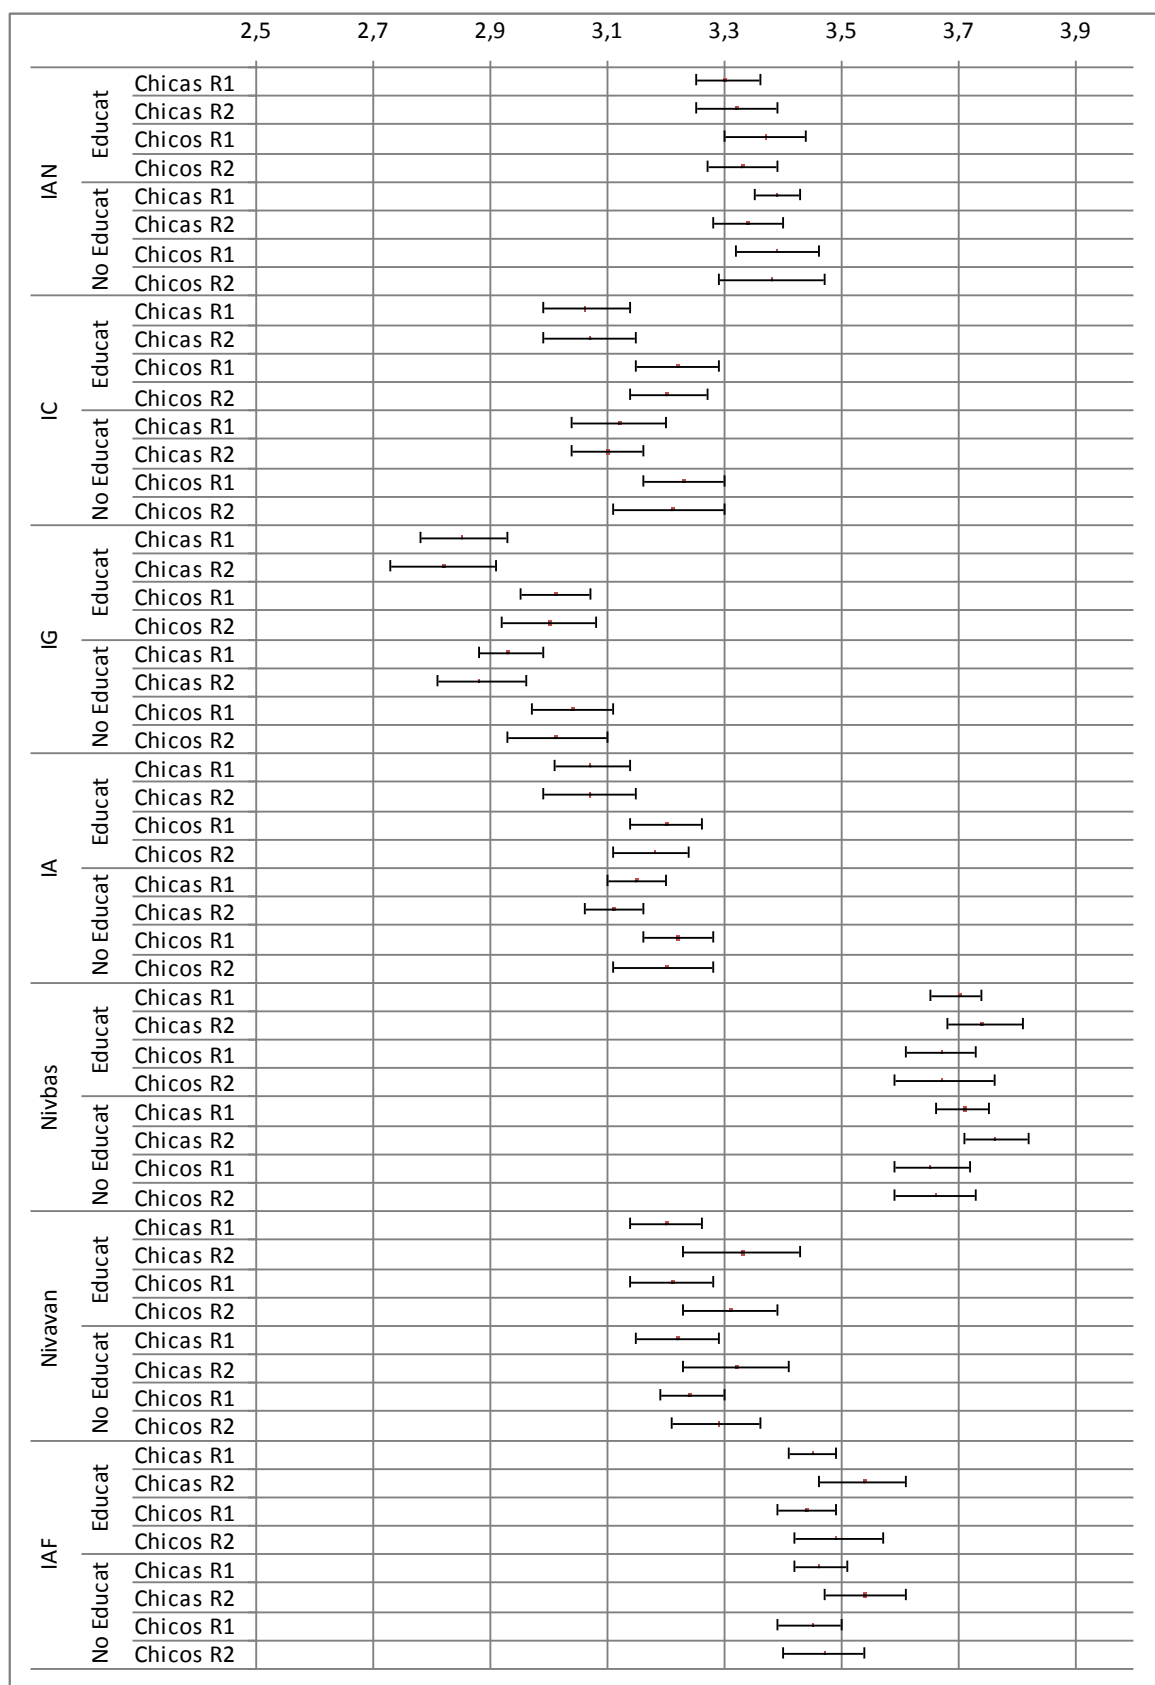 2,5 2,7 2,9 3,1 3,3 3,5 3,7 3,9
IAN
Educat
Chicas R1
Chicas R2
Chicos R1
Chicos R2
No Educat
Chicas R1
Chicas R2
Chicos R1
Chicos R2
IC
Educat
Chicas R1
Chicas R2
Chicos R1
Chicos R2
No Educat
Chicas R1
Chicas R2
Chicos R1
Chicos R2
IG
Educat
Chicas R1
Chicas R2
Chicos R1
Chicos R2
No Educat
Chicas R1
Chicas R2
Chicos R1
Chicos R2
IA
Educat
Chicas R1
Chicas R2
Chicos R1
Chicos R2
No Educat
Chicas R1
Chicas R2
Chicos R1
Chicos R2
Nivbas
Educat
Chicas R1
Chicas R2
Chicos R1
Chicos R2
No Educat
Chicas R1
Chicas R2
Chicos R1
Chicos R2
Nivavan
Educat
Chicas R1
Chicas R2
Chicos R1
Chicos R2
No Educat
Chicas R1
Chicas R2
Chicos R1
Chicos R2
IAF
Educat
Chicas R1
Chicas R2
Chicos R1
Chicos R2
No Educat
Chicas R1
Chicas R2
Chicos R1
Chicos R2